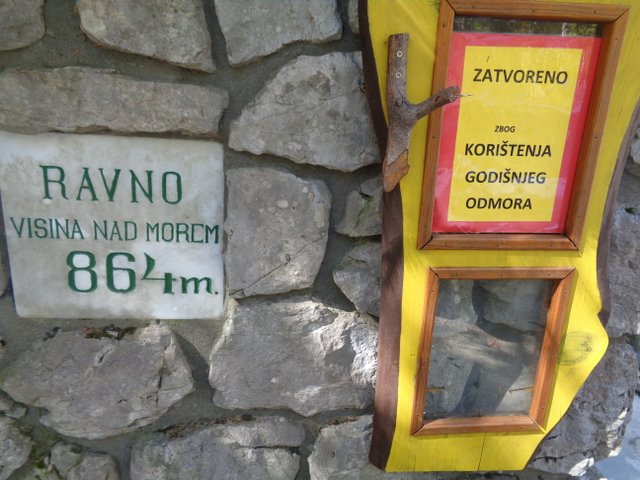 RAVNO
VISINA NAD MOREM
864m.
ZATVORENO
ZBOG
KORIŠTENJA
GODIŠNJEG
ODMORA